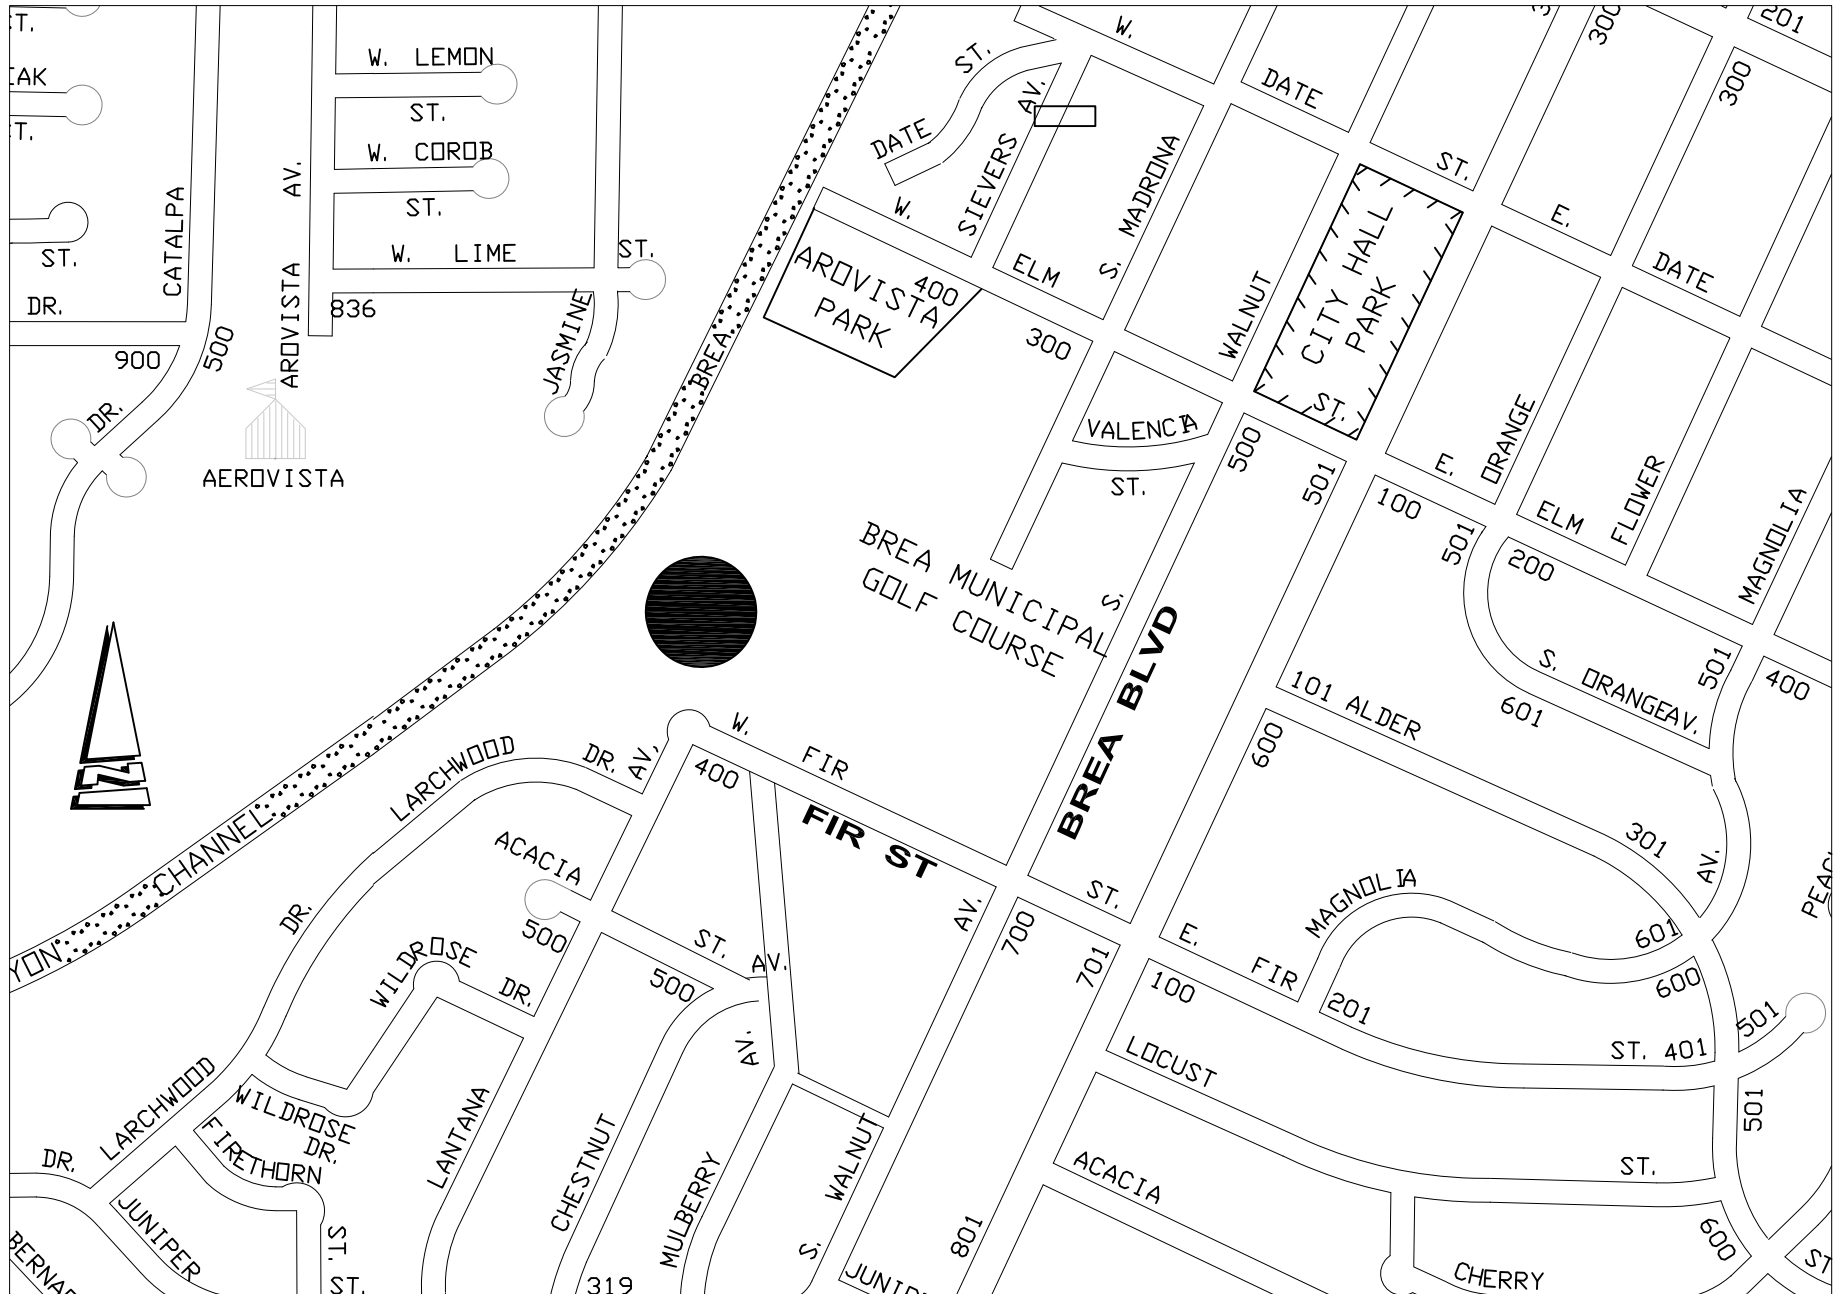 W. LEMON
ST.
W. COROB
ST.
W. LIME ST.
836
AROVISTA AV.
CATALPA
ST.
DR.
900
500
DR.
AEROVISTA
JASMINE
BREA
CHANNEL
W.
DATE ST.
SIEVERS AV.
S. MADRONA
W. ELM
AROVISTA
PARK
400
300
DATE ST.
WALNUT
CITY HALL
PARK
ST.
300
300
201
E. DATE
E. ELM
ORANGE
FLOWER
MAGNOLIA
VALENCIA
ST.
500
501
100
501
200
501
400
S. ORANGE AV.
601
BREA MUNICIPAL
GOLF COURSE
S.
BREA BLVD
101 ALDER
600
301
AV.
MAGNOLIA
601
600
LARCHWOOD DR.
AV.
W. FIR
400
FIR ST
ST.
AV.
700
701
E. FIR
100
201
ST. 401
501
501
ACACIA
500
ST.
AV.
500
AV.
WILDROSE
DR.
DR.
LARCHWOOD
WILDROSE
DR.
FIRETHORN
ST.
ST.
DR.
JUNIPER
LANTANA
CHESTNUT
319
MULBERRY
S. WALNUT
801
LOCUST
ST.
ACACIA
600
CHERRY
ST